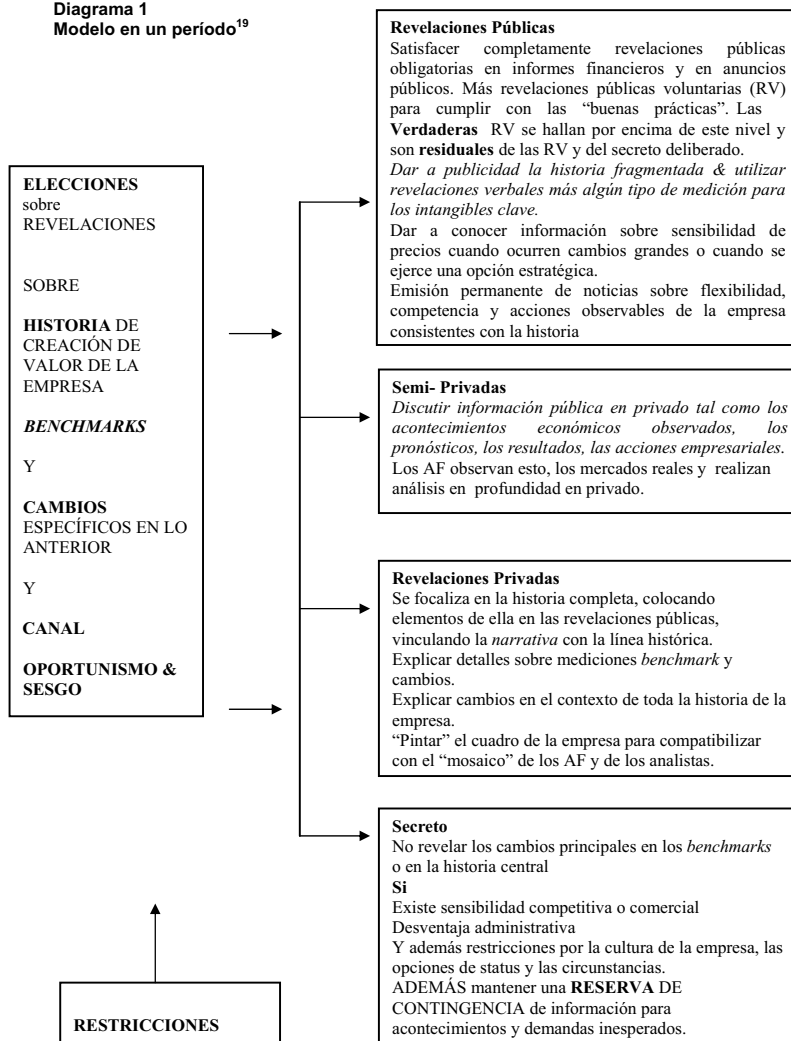 Diagrama 1
Modelo en un período19
ELECCIONES
sobre
REVELACIONES
SOBRE
HISTORIA DE
CREACIÓN DE
VALOR DE LA
EMPRESA
BENCHMARKS
Y
CAMBIOS
ESPECÍFICOS EN LO
ANTERIOR
Y
CANAL
OPORTUNISMO &
SESGO
RESTRICCIONES
Revelaciones Públicas
Satisfacer completamente revelaciones públicas
obligatorias en informes financieros y en anuncios
públicos. Más revelaciones públicas voluntarias (RV)
para cumplir con las “buenas prácticas”. Las
Verdaderas RV se hallan por encima de este nivel y
son residuales de las RV y del secreto deliberado.
Dar a publicidad la historia fragmentada & utilizar
revelaciones verbales más algún tipo de medición para
los intangibles clave.
Dar a conocer información sobre sensibilidad de
precios cuando ocurren cambios grandes o cuando se
ejerce una opción estratégica.
Emisión permanente de noticias sobre flexibilidad,
competencia y acciones observables de la empresa
consistentes con la historia
Semi- Privadas
Discutir información pública en privado tal como los
acontecimientos económicos observados, los
pronósticos, los resultados, las acciones empresariales.
Los AF observan esto, los mercados reales y realizan
análisis en profundidad en privado.
Revelaciones Privadas
Se focaliza en la historia completa, colocando
elementos de ella en las revelaciones públicas,
vinculando la narrativa con la línea histórica.
Explicar detalles sobre mediciones benchmark y
cambios.
Explicar cambios en el contexto de toda la historia de la
empresa.
“Pintar” el cuadro de la empresa para compatibilizar
con el “mosaico” de los AF y de los analistas.
Secreto
No revelar los cambios principales en los benchmarks
o en la historia central
Si
Existe sensibilidad competitiva o comercial
Desventaja administrativa
Y además restricciones por la cultura de la empresa, las
opciones de status y las circunstancias.
ADEMÁS mantener una RESERVA DE
CONTINGENCIA de información para
acontecimientos y demandas inesperados.